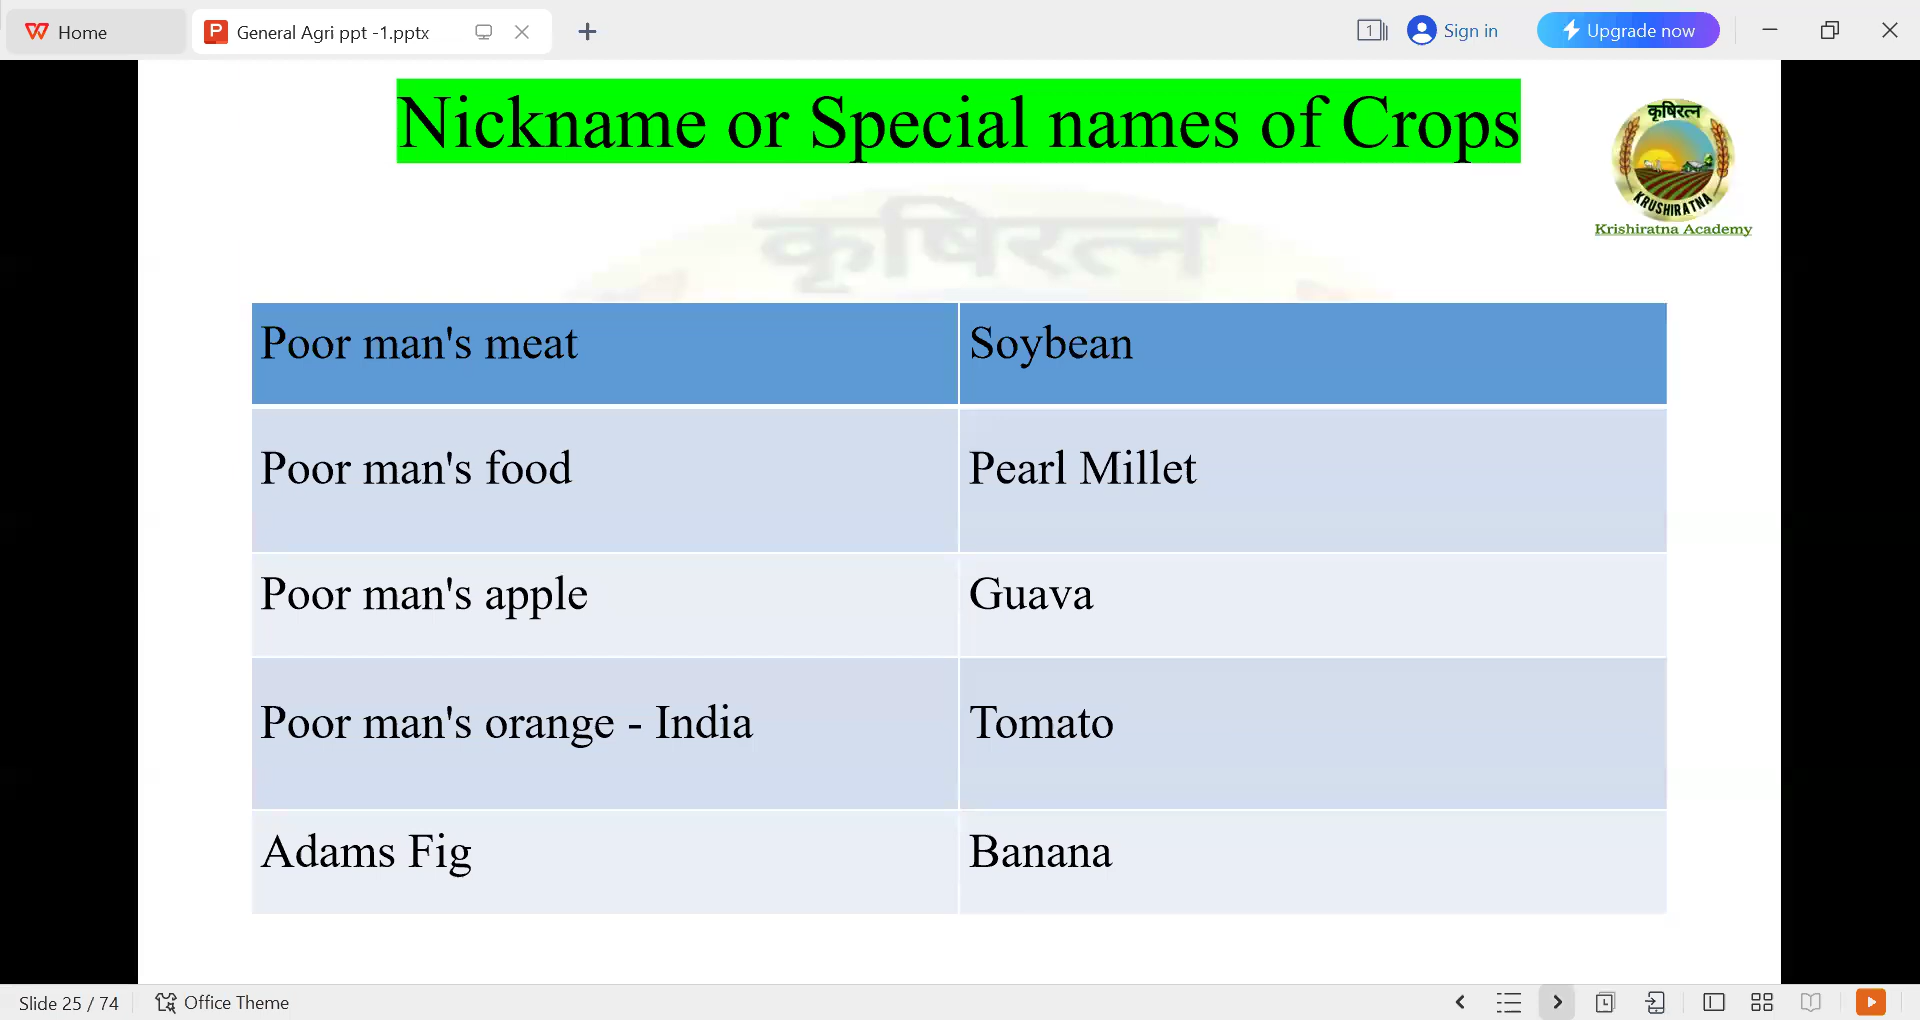 Home
General Agri ppt -1.pptx
1
Sign in
Upgrade now
Nickname or Special names of Crops
कृषिरत्न
KRUSHIRATNA
Krishiratna Academy
कृषिरत्न
Poor man's meat Soybean
Poor man's food Pearl Millet
Poor man's apple Guava
Poor man's orange - India Tomato
Adams Fig Banana
Slide 25 / 74
Office Theme